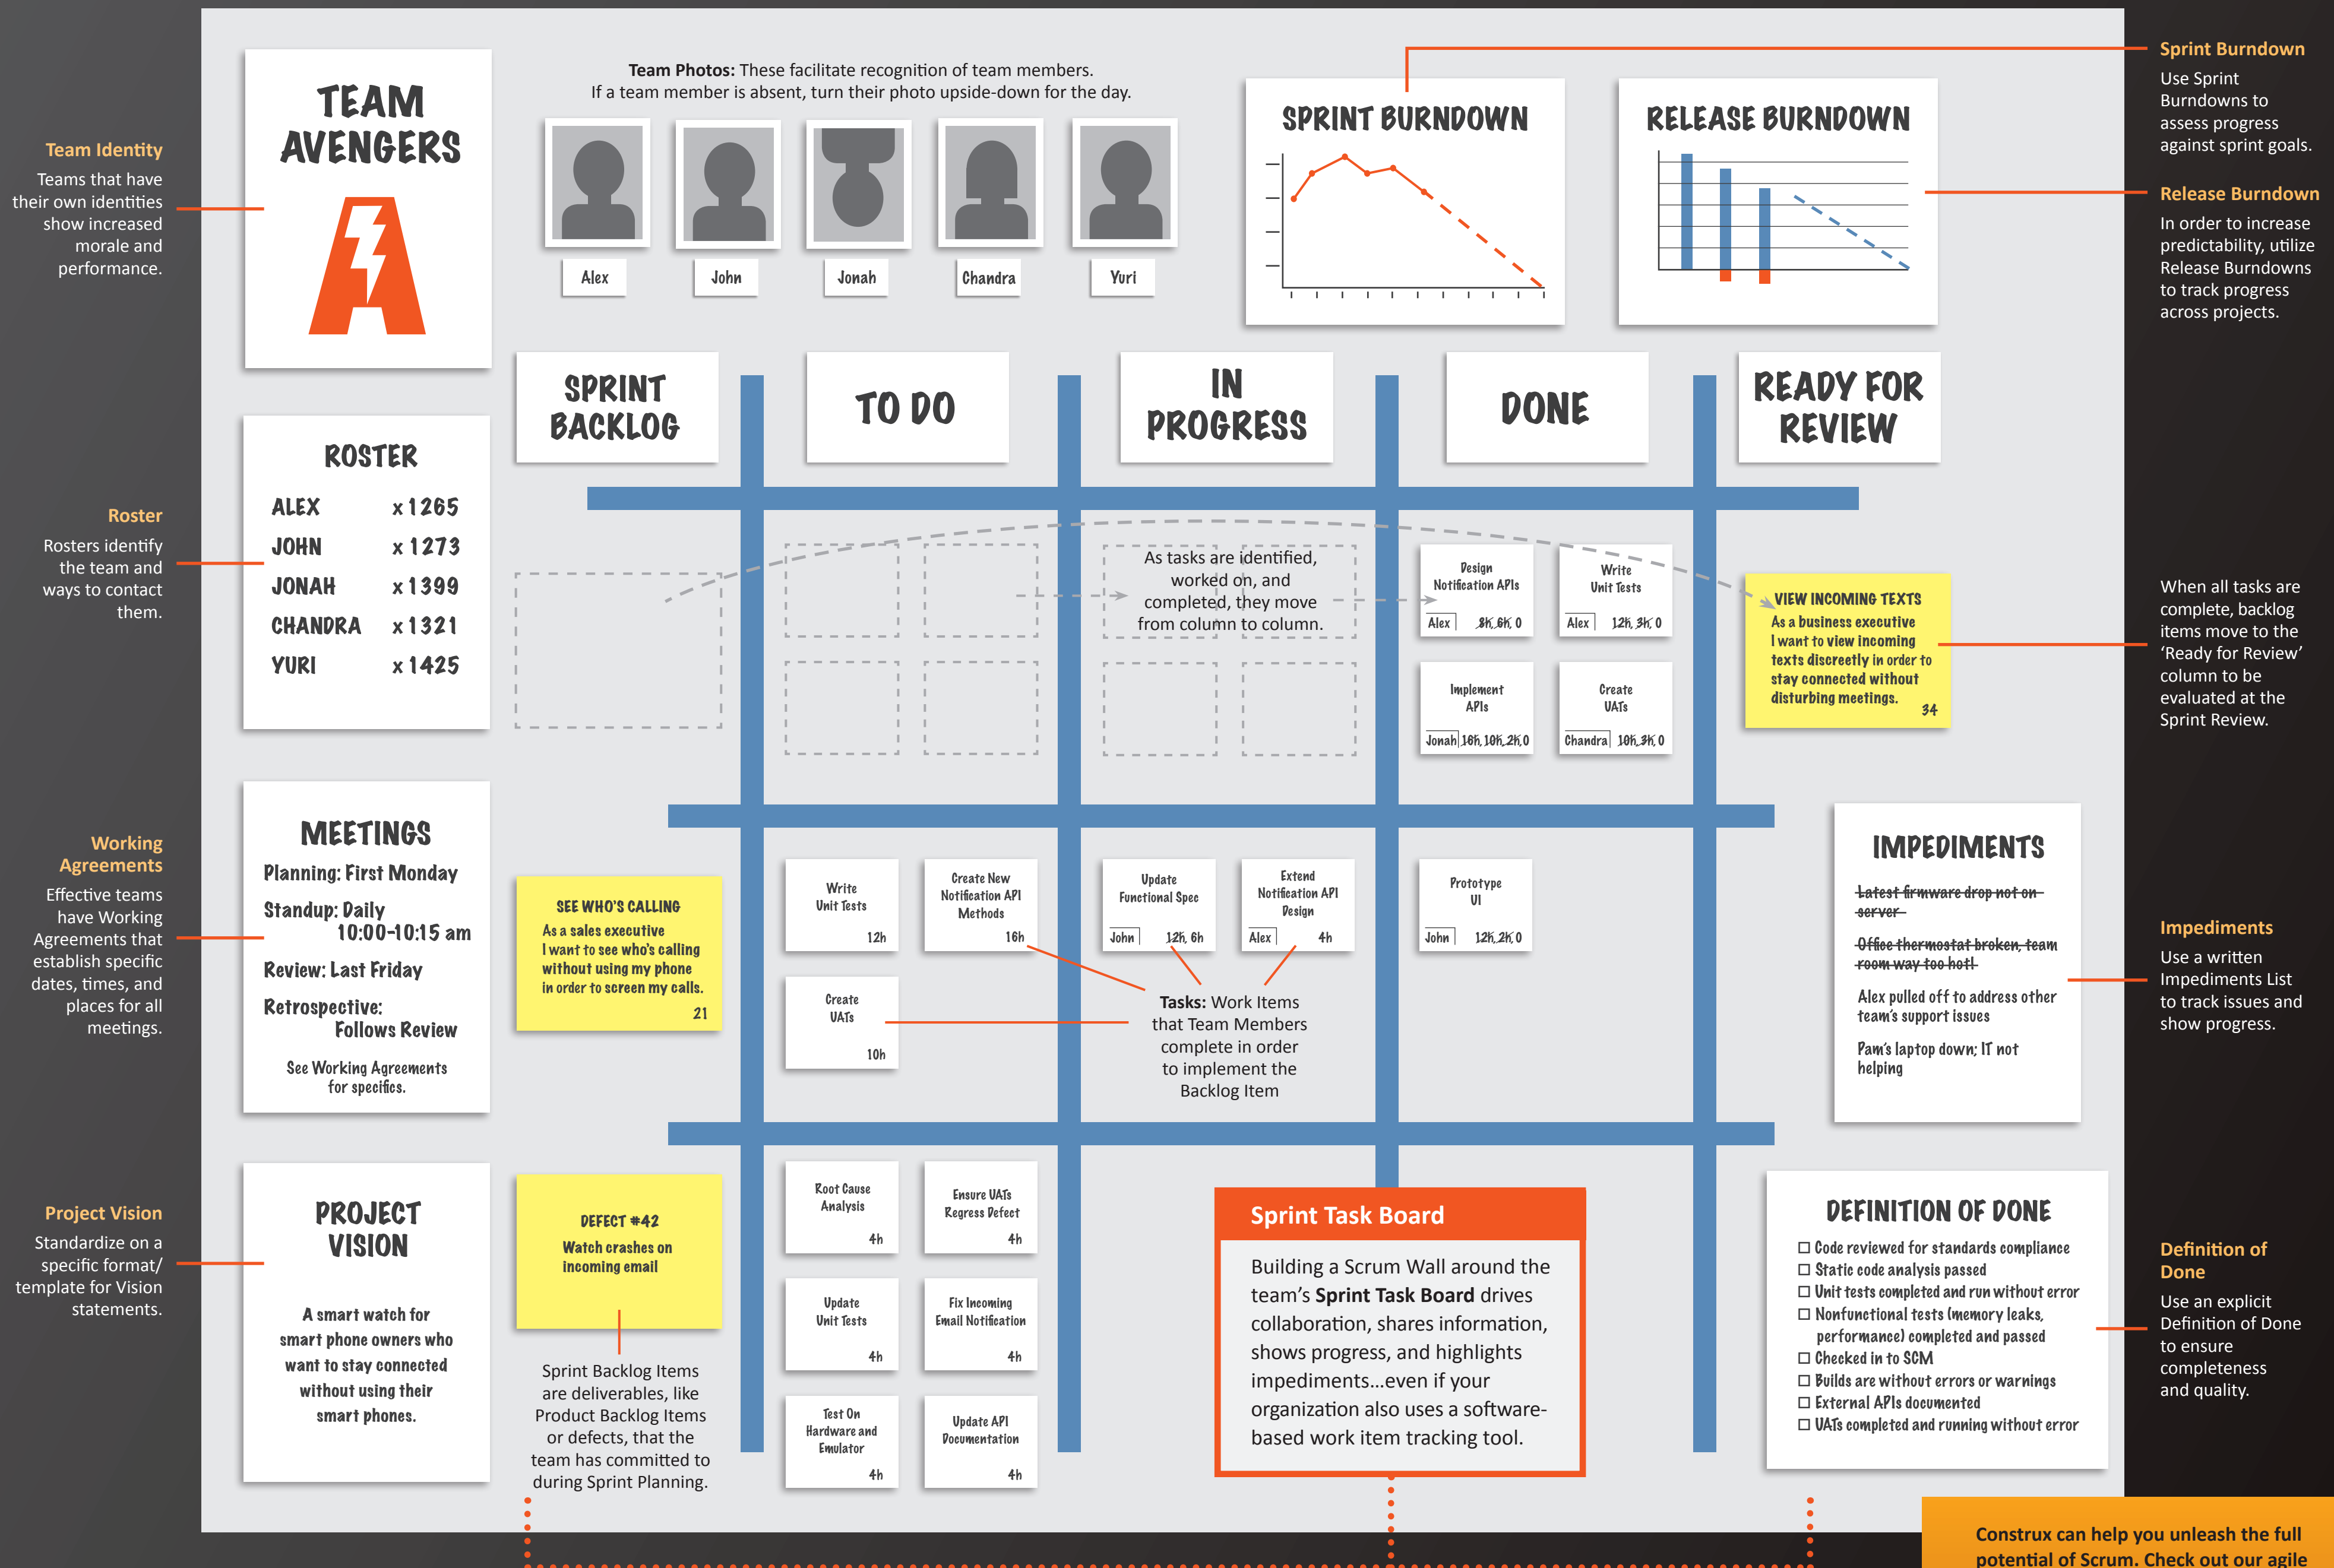 Team Identity
Teams that have
their own identities
show increased
morale and
performance.
Roster
Rosters identify
the team and
ways to contact
them.
Working
Agreements
Effective teams
have Working
Agreements that
establish specific
dates, times, and
places for all
meetings.
Project Vision
Standardize on a
specific format/
template for Vision
statements.
TEAM
AVENGERS
ROSTER
ALEX x 1265
JOHN x 1273
JONAH x 1399
CHANDRA x 1321
YURI x 1425
MEETINGS
Planning: First Monday
Standup: Daily
10:00-10:15 am
Review: Last Friday
Retrospective:
Follows Review
See Working Agreements
for specifics.
PROJECT
VISION
A smart watch for
smart phone owners who
want to stay connected
without using their
smart phones.
Team Photos: These facilitate recognition of team members.
If a team member is absent, turn their photo upside-down for the day.
Alex
John
Jonah
Chandra
Yuri
SPRINT BURNDOWN
RELEASE BURNDOWN
SPRINT
BACKLOG
TO DO
IN
PROGRESS
DONE
READY FOR
REVIEW
As tasks are identified,
worked on, and
completed, they move
from column to column.
Design
Notification APIs
Alex 8h, 6h, 0
Write
Unit Tests
Alex 12h, 3h, 0
Implement
APIs
Jonah 16h, 10h, 2h, 0
Create
UATs
Chandra 10h, 3h, 0
VIEW INCOMING TEXTS
As a business executive
I want to view incoming
texts discreetly in order to
stay connected without
disturbing meetings.
34
SEE WHO'S CALLING
As a sales executive
I want to see who's calling
without using my phone
in order to screen my calls.
21
Write
Unit Tests
12h
Create New
Notification API
Methods
16h
Create
UATs
10h
Update
Functional Spec
John 12h, 6h
Extend
Notification API
Design
Alex 4h
Prototype
UI
John 12h, 2h, 0
Tasks: Work Items
that Team Members
complete in order
to implement the
Backlog Item
DEFECT #42
Watch crashes on
incoming email
Sprint Backlog Items
are deliverables, like
Product Backlog Items
or defects, that the
team has committed to
during Sprint Planning.
Root Cause
Analysis
4h
Ensure UATs
Regress Defect
4h
Update
Unit Tests
4h
Fix Incoming
Email Notification
4h
Test On
Hardware and
Emulator
4h
Update API
Documentation
4h
Sprint Task Board
Building a Scrum Wall around the
team's Sprint Task Board drives
collaboration, shares information,
shows progress, and highlights
impediments...even if your
organization also uses a software-
based work item tracking tool.
IMPEDIMENTS
Latest firmware drop not on
server
Office thermostat broken, team
room way too hot!
Alex pulled off to address other
team's support issues
Pam's laptop down; IT not
helping
DEFINITION OF DONE
Code reviewed for standards compliance
Static code analysis passed
Unit tests completed and run without error
Nonfunctional tests (memory leaks,
performance) completed and passed
Checked in to SCM
Builds are without errors or warnings
External APIs documented
UATs completed and running without error
Sprint Burndown
Use Sprint
Burndowns to
assess progress
against sprint goals.
Release Burndown
In order to increase
predictability, utilize
Release Burndowns
to track progress
across projects.
When all tasks are
complete, backlog
items move to the
‘Ready for Review’
column to be
evaluated at the
Sprint Review.
Impediments
Use a written
Impediments List
to track issues and
show progress.
Definition of
Done
Use an explicit
Definition of Done
to ensure
completeness
and quality.
Construx can help you unleash the full
potential of Scrum. Check out our agile